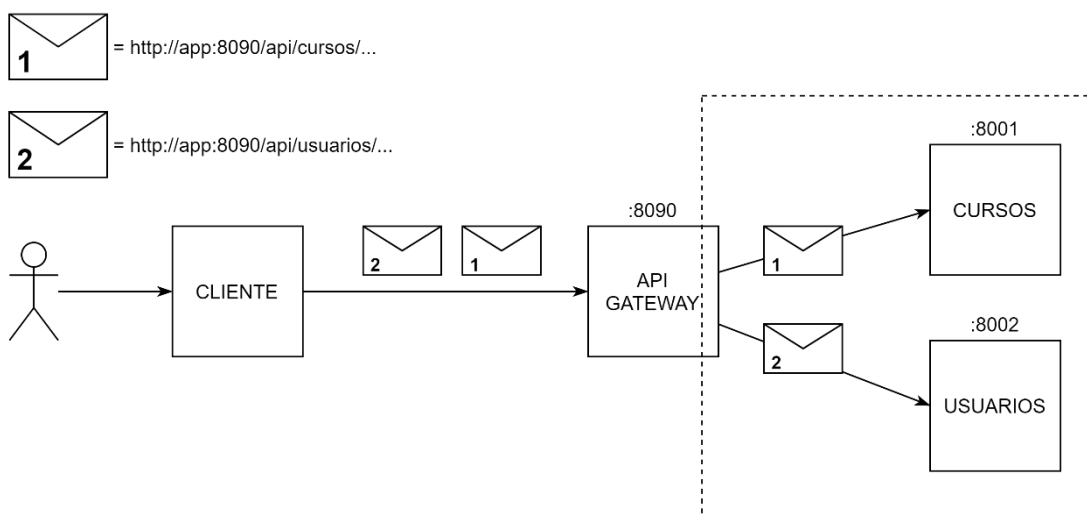 1 = http://app:8090/api/cursos/...
2 = http://app:8090/api/usuarios/...
:8001
CURSOS
:8090
2 1
1
CLIENTE
API
GATEWAY
:8002
2
USUARIOS